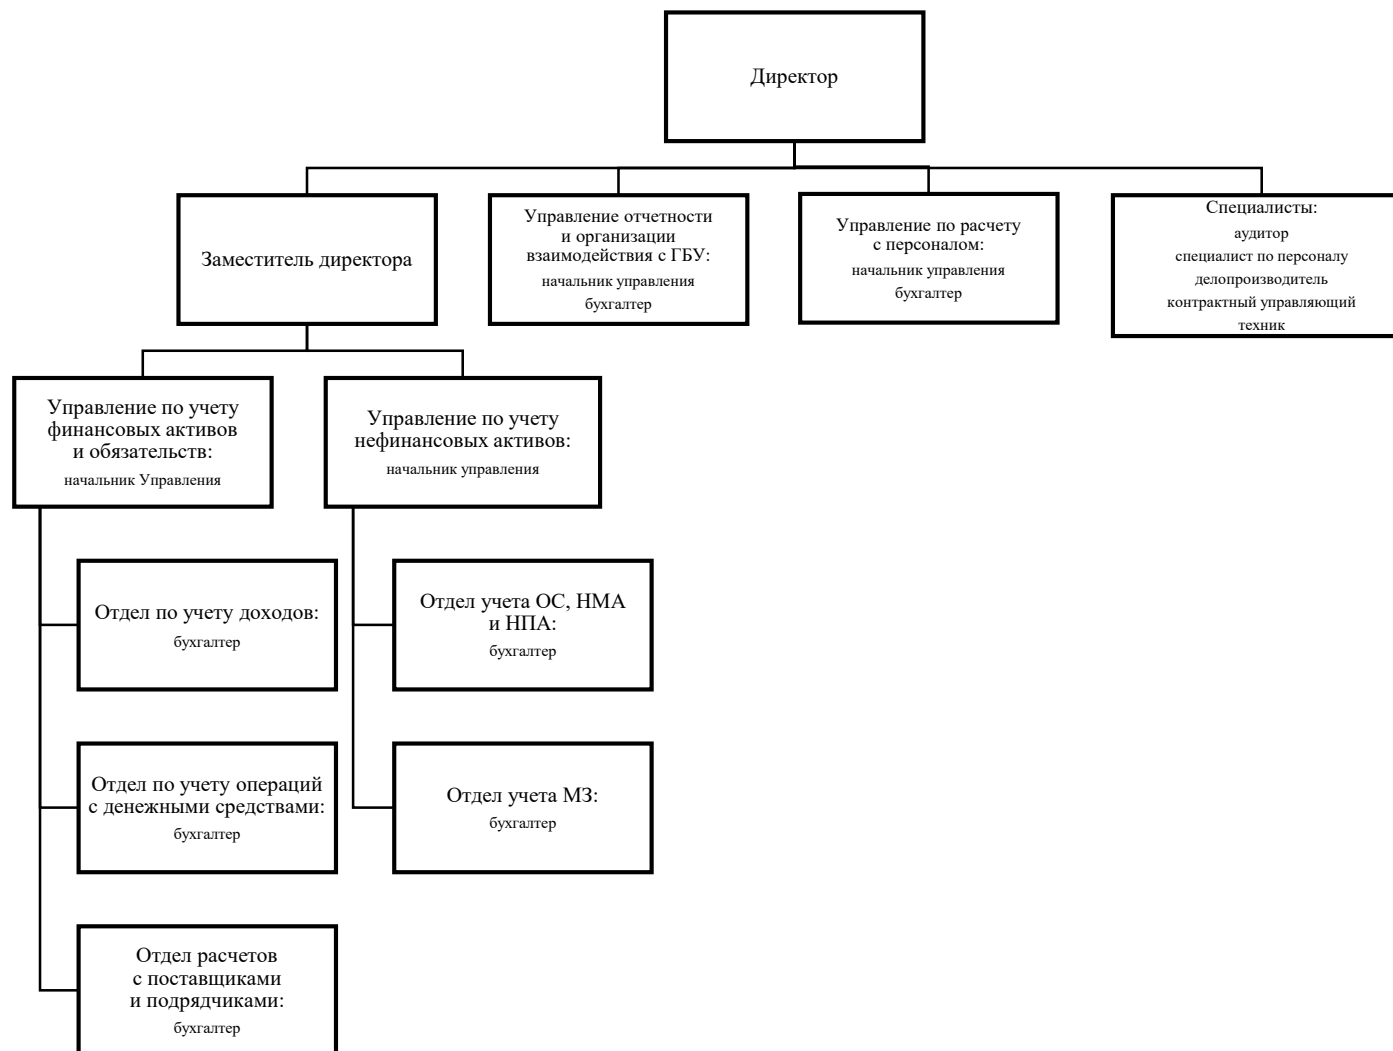 Директор
Заместитель директора
Управление отчетности
и организации
взаимодействия с ГБУ:
начальник управления
бухгалтер
Управление по расчету
с персоналом:
начальник управления
бухгалтер
Специалисты:
аудитор
специалист по персоналу
делопроизводитель
контрактный управляющий
техник
Управление по учету
финансовых активов
и обязательств:
начальник Управления
Управление по учету
нефинансовых активов:
начальник управления
Отдел по учету доходов:
бухгалтер
Отдел учета ОС, НМА
и НПА:
бухгалтер
Отдел по учету операций
с денежными средствами:
бухгалтер
Отдел учета МЗ:
бухгалтер
Отдел расчетов
с поставщиками
и подрядчиками:
бухгалтер